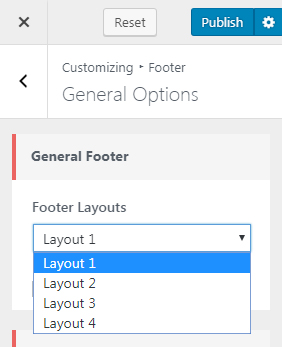 Reset Publish
Customizing ▸ Footer
General Options
General Footer
Footer Layouts
Layout 1
Layout 1
Layout 2
Layout 3
Layout 4